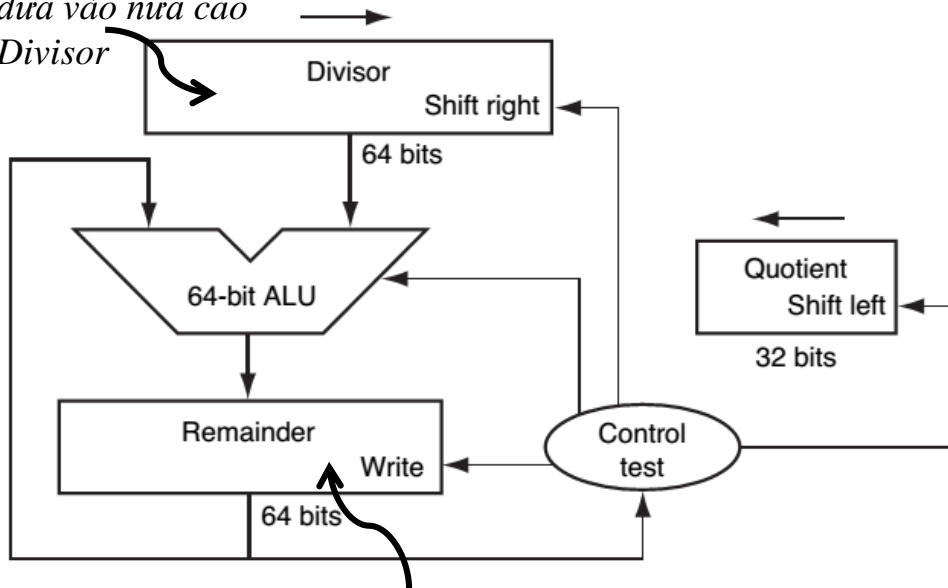 đưa vào nửa cao
Divisor
Divisor
Shift right
64 bits
64-bit ALU
Quotient
Shift left
32 bits
Remainder
Write
64 bits
Control
test